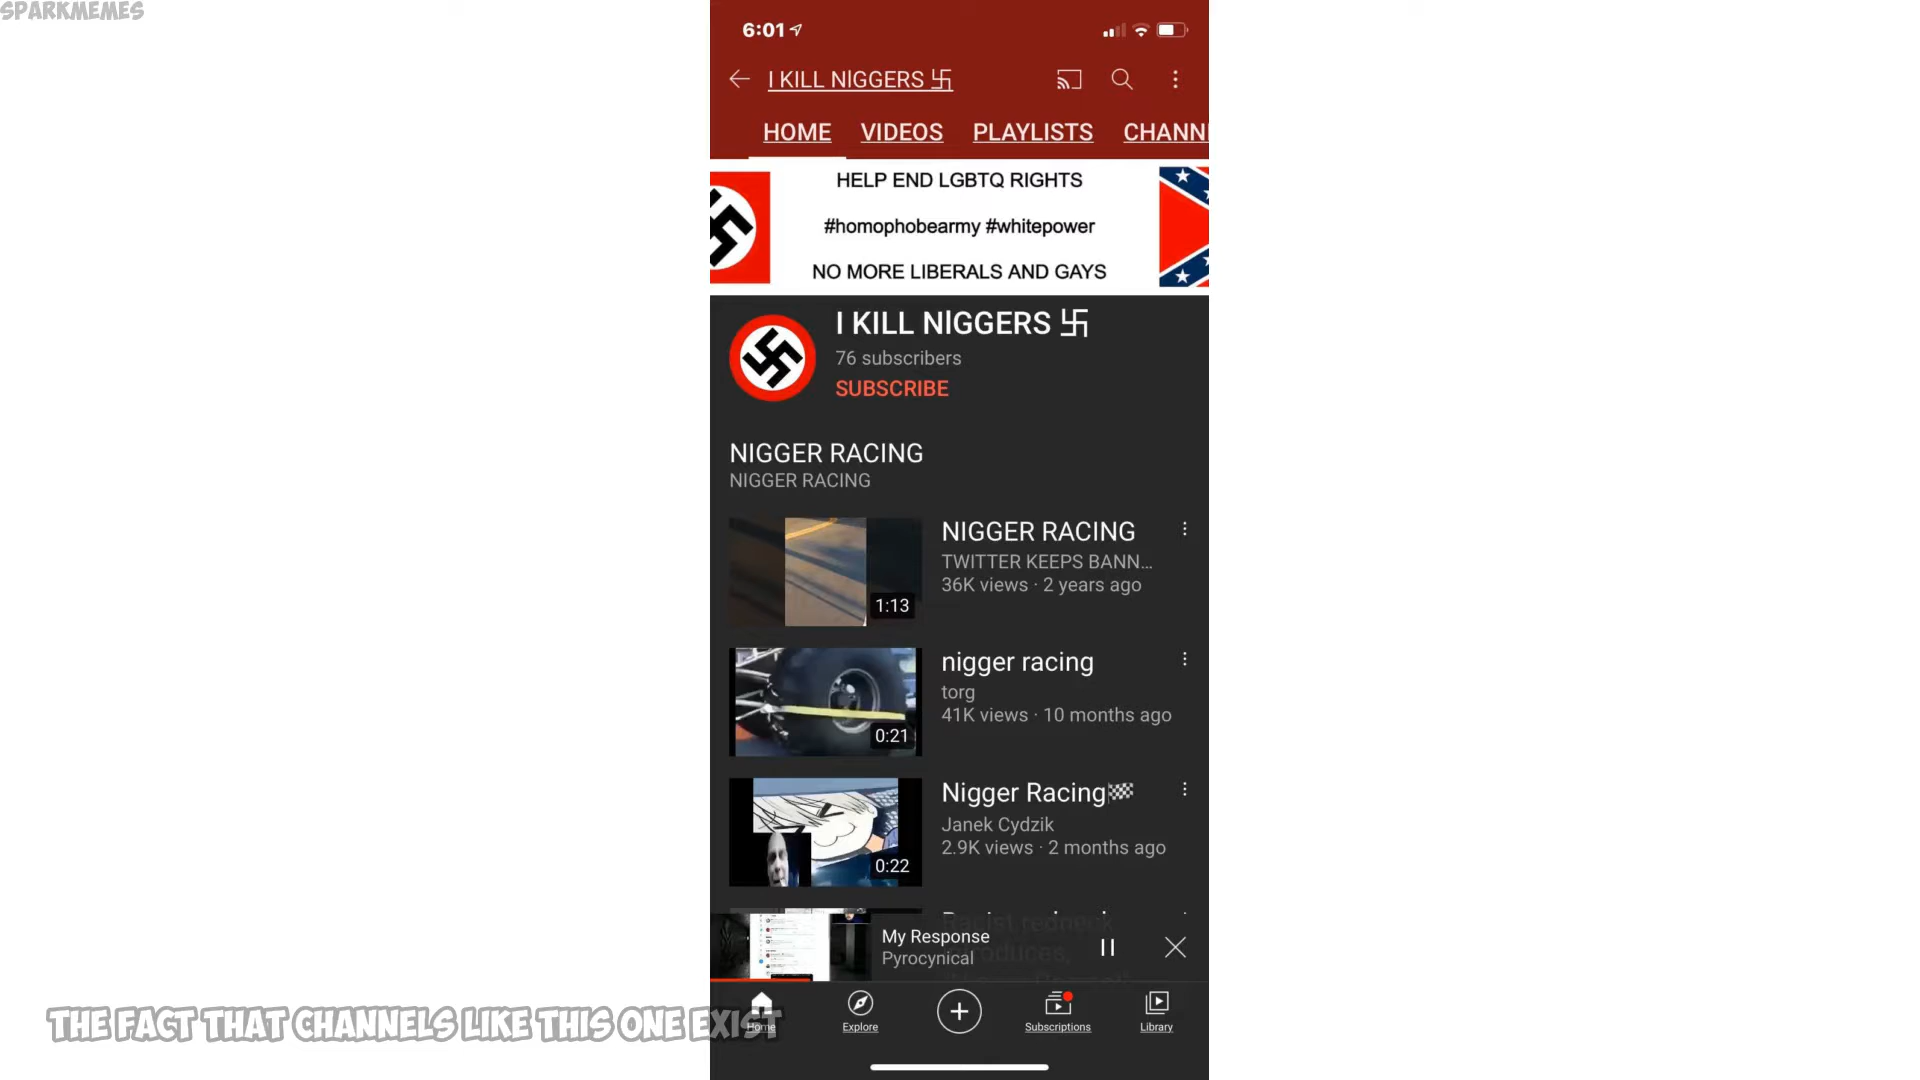 SPARKMEMES
6:01
I KILL NIGGERS 卐
HOME VIDEOS PLAYLISTS CHANN
HELP END LGBTQ RIGHTS
#homophobearmy #whitepower
NO MORE LIBERALS AND GAYS
I KILL NIGGERS 卐
76 subscribers
SUBSCRIBE
NIGGER RACING
NIGGER RACING
NIGGER RACING
TWITTER KEEPS BANN...
36K views · 2 years ago
1:13
nigger racing
torg
41K views · 10 months ago
0:21
Nigger Racing🏁
Janek Cydzik
2.9K views · 2 months ago
0:22
Racist redneck
My Response
Pyrocynical
THE FACT THAT CHANNELS LIKE THIS ONE EXIST
Home Explore Subscriptions Library